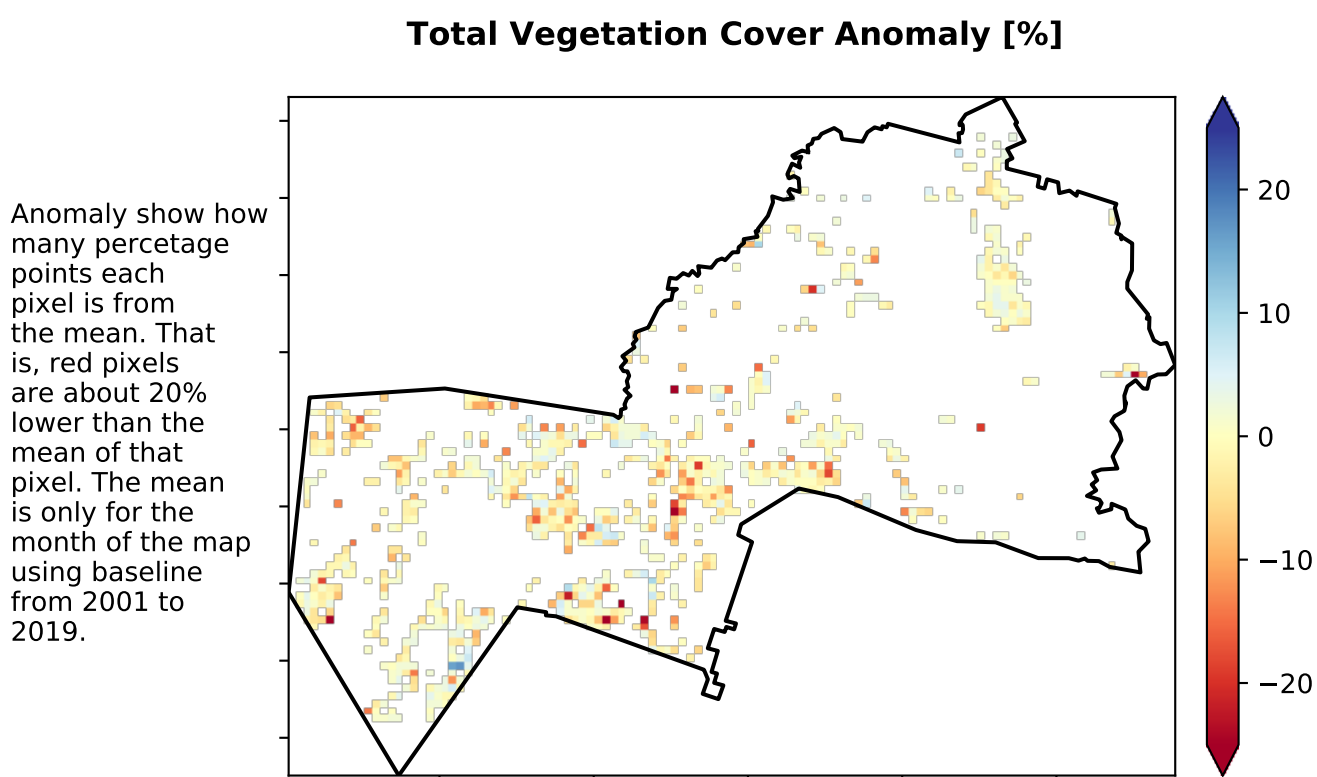 Total Vegetation Cover Anomaly [%]
Anomaly show how
many percetage
points each
pixel is from
the mean. That
is, red pixels
are about 20%
lower than the
mean of that
pixel. The mean
is only for the
month of the map
using baseline
from 2001 to
2019.
20
10
0
−10
−20